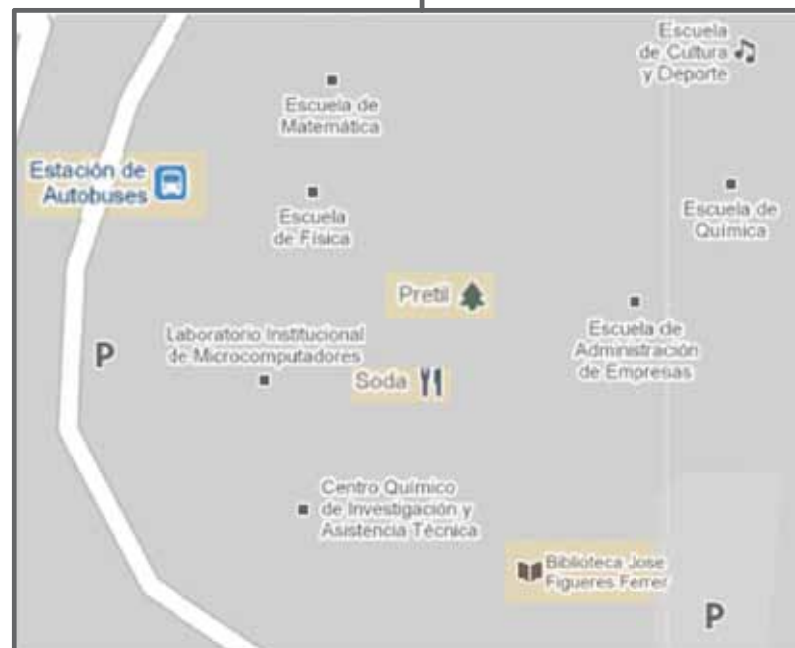 Escuela
de Cultura
y Deporte
Escuela de
Matemática
Estación de
Autobuses
Escuela
de Física
Escuela de
Química
Pretil
Laboratorio Institucional
de Microcomputadores
P
Escuela de
Administración
de Empresas
Soda
Centro Químico
de Investigación y
Asistencia Técnica
Biblioteca Jose
Figueres Ferrer
P